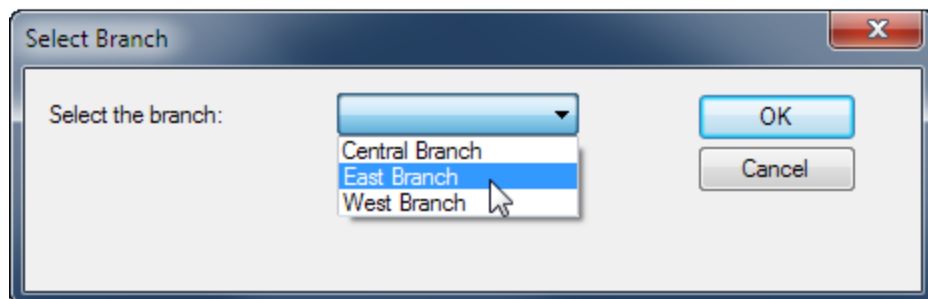 Select Branch
Select the branch:
OK
Central Branch
East Branch
Cancel
West Branch